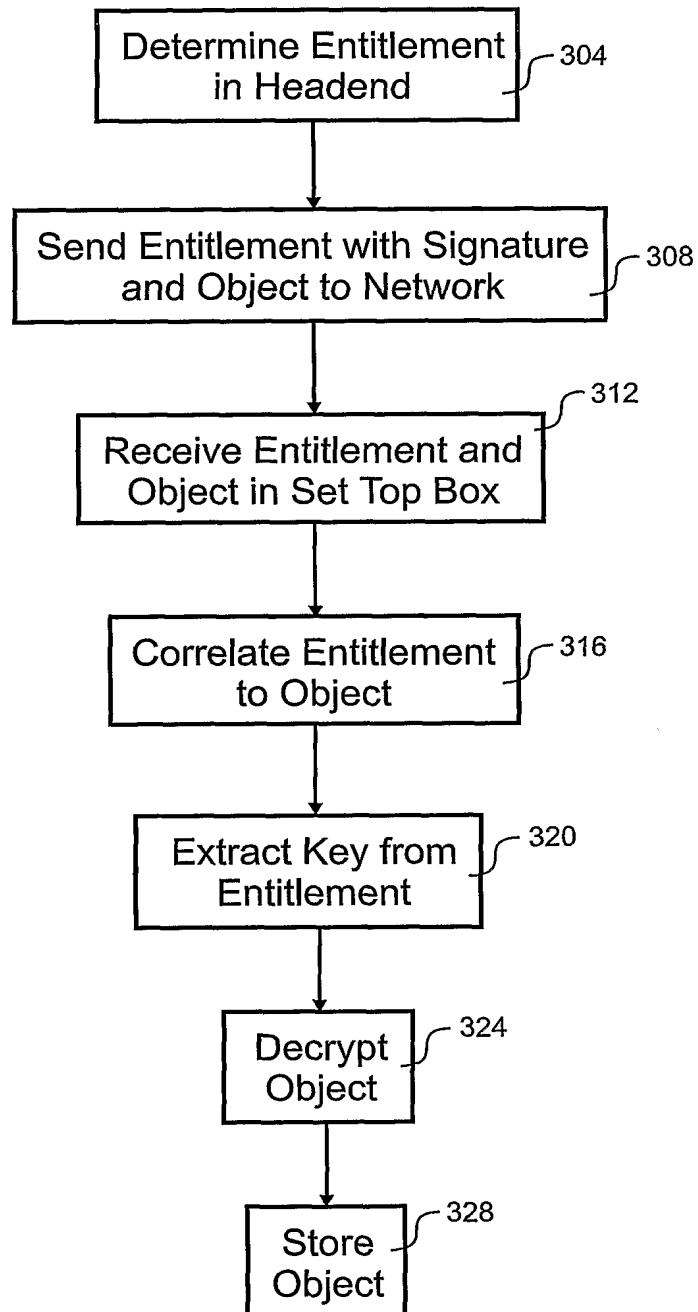 Determine Entitlement
in Headend
304
Send Entitlement with Signature
and Object to Network
308
312
Receive Entitlement and
Object in Set Top Box
Correlate Entitlement
to Object
316
Extract Key from
Entitlement
320
Decrypt
Object
324
Store
Object
328